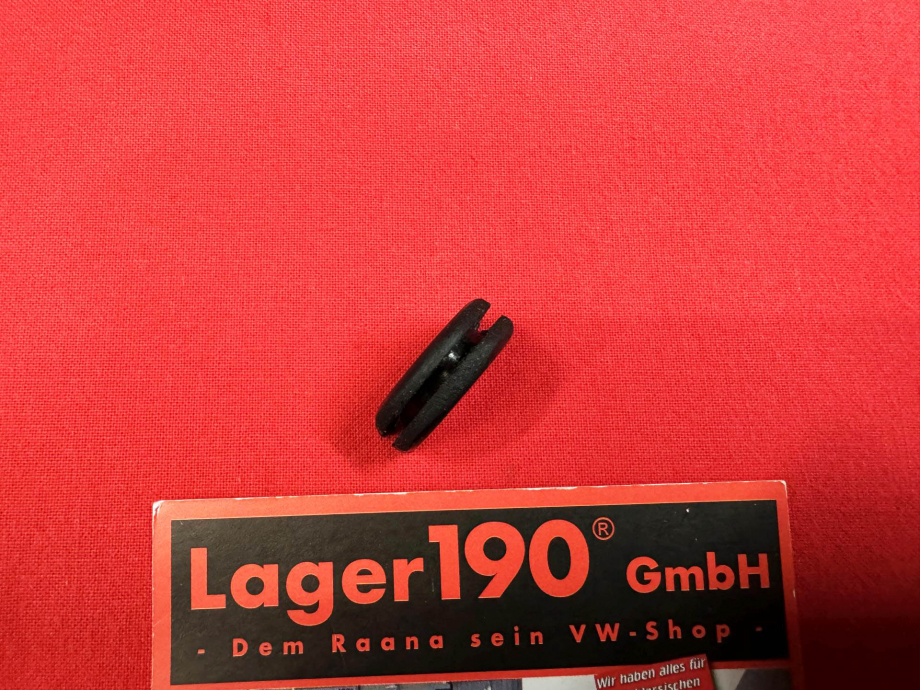 Lager190® GmbH
- Dem Raana sein VW-Shop -
Wir haben alles für